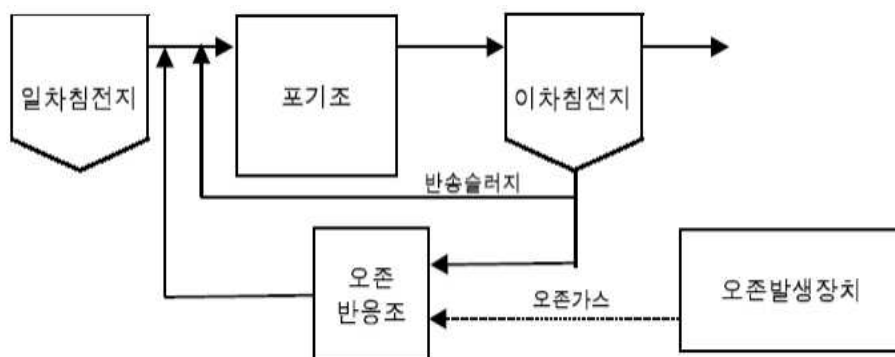 일차침전지
포기조
이차침전지
반송슬러지
오존
반응조
오존가스
오존발생장치